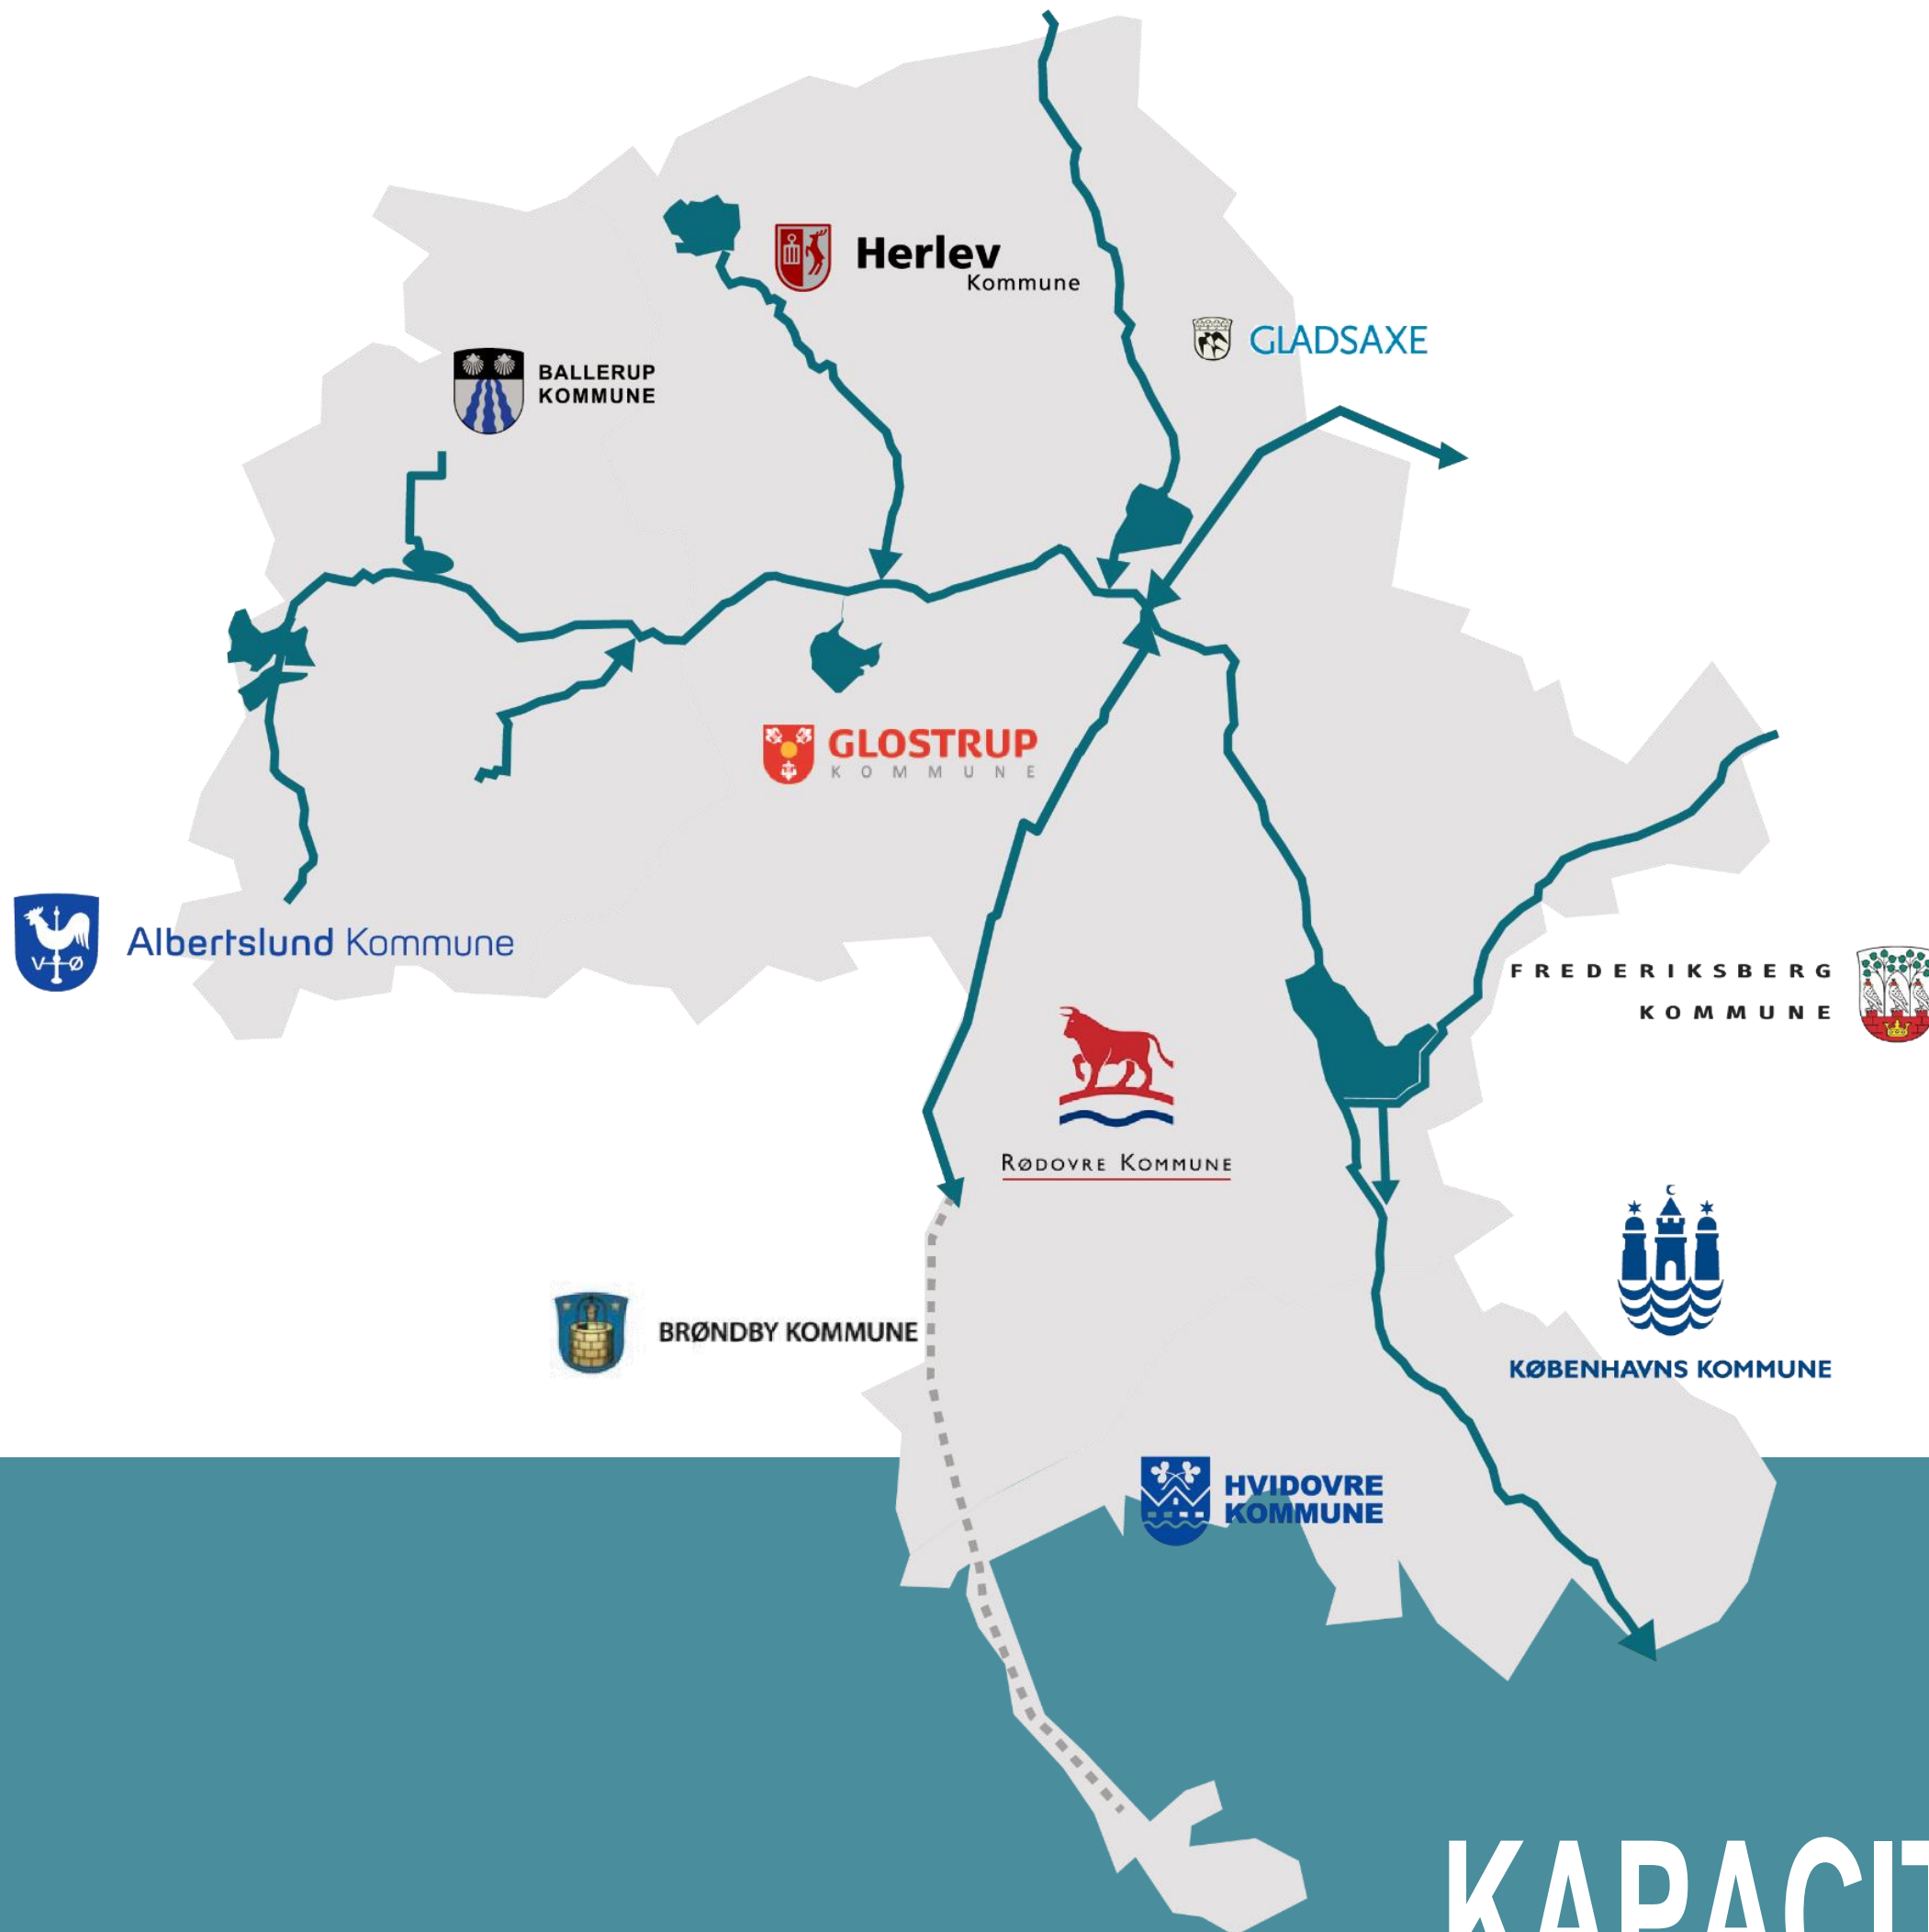 Herlev
Kommune
GLADSAXE
BALLERUP
KOMMUNE
GLOSTRUP
KOMMUNE
V Ø
Albertslund Kommune
FREDERIKSBERG
KOMMUNE
RØDOVRE KOMMUNE
BRØNDBY KOMMUNE
KØBENHAVNS KOMMUNE
HVIDOVRE
KOMMUNE
KAPACIT